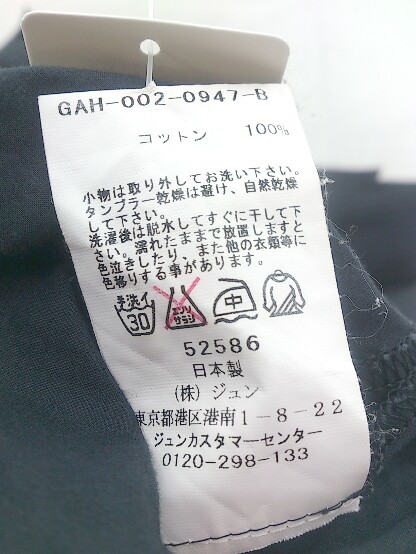 GAH-002-0947-B
コットン 100%
小物は取り外してお洗い下さい。
タンブラー乾燥は避け、自然乾燥
して下さい。
洗濯後は脱水してすぐに干して下
さい。濡れたままで放置しますと
色泣きしたり、また他の衣類等に
色移りする事があります。
手洗イ 30 エンソ サラシ 中
52586
日本製
(株) ジュン
東京都港区港南1-8-22
ジュンカスタマーセンター
0120-298-133